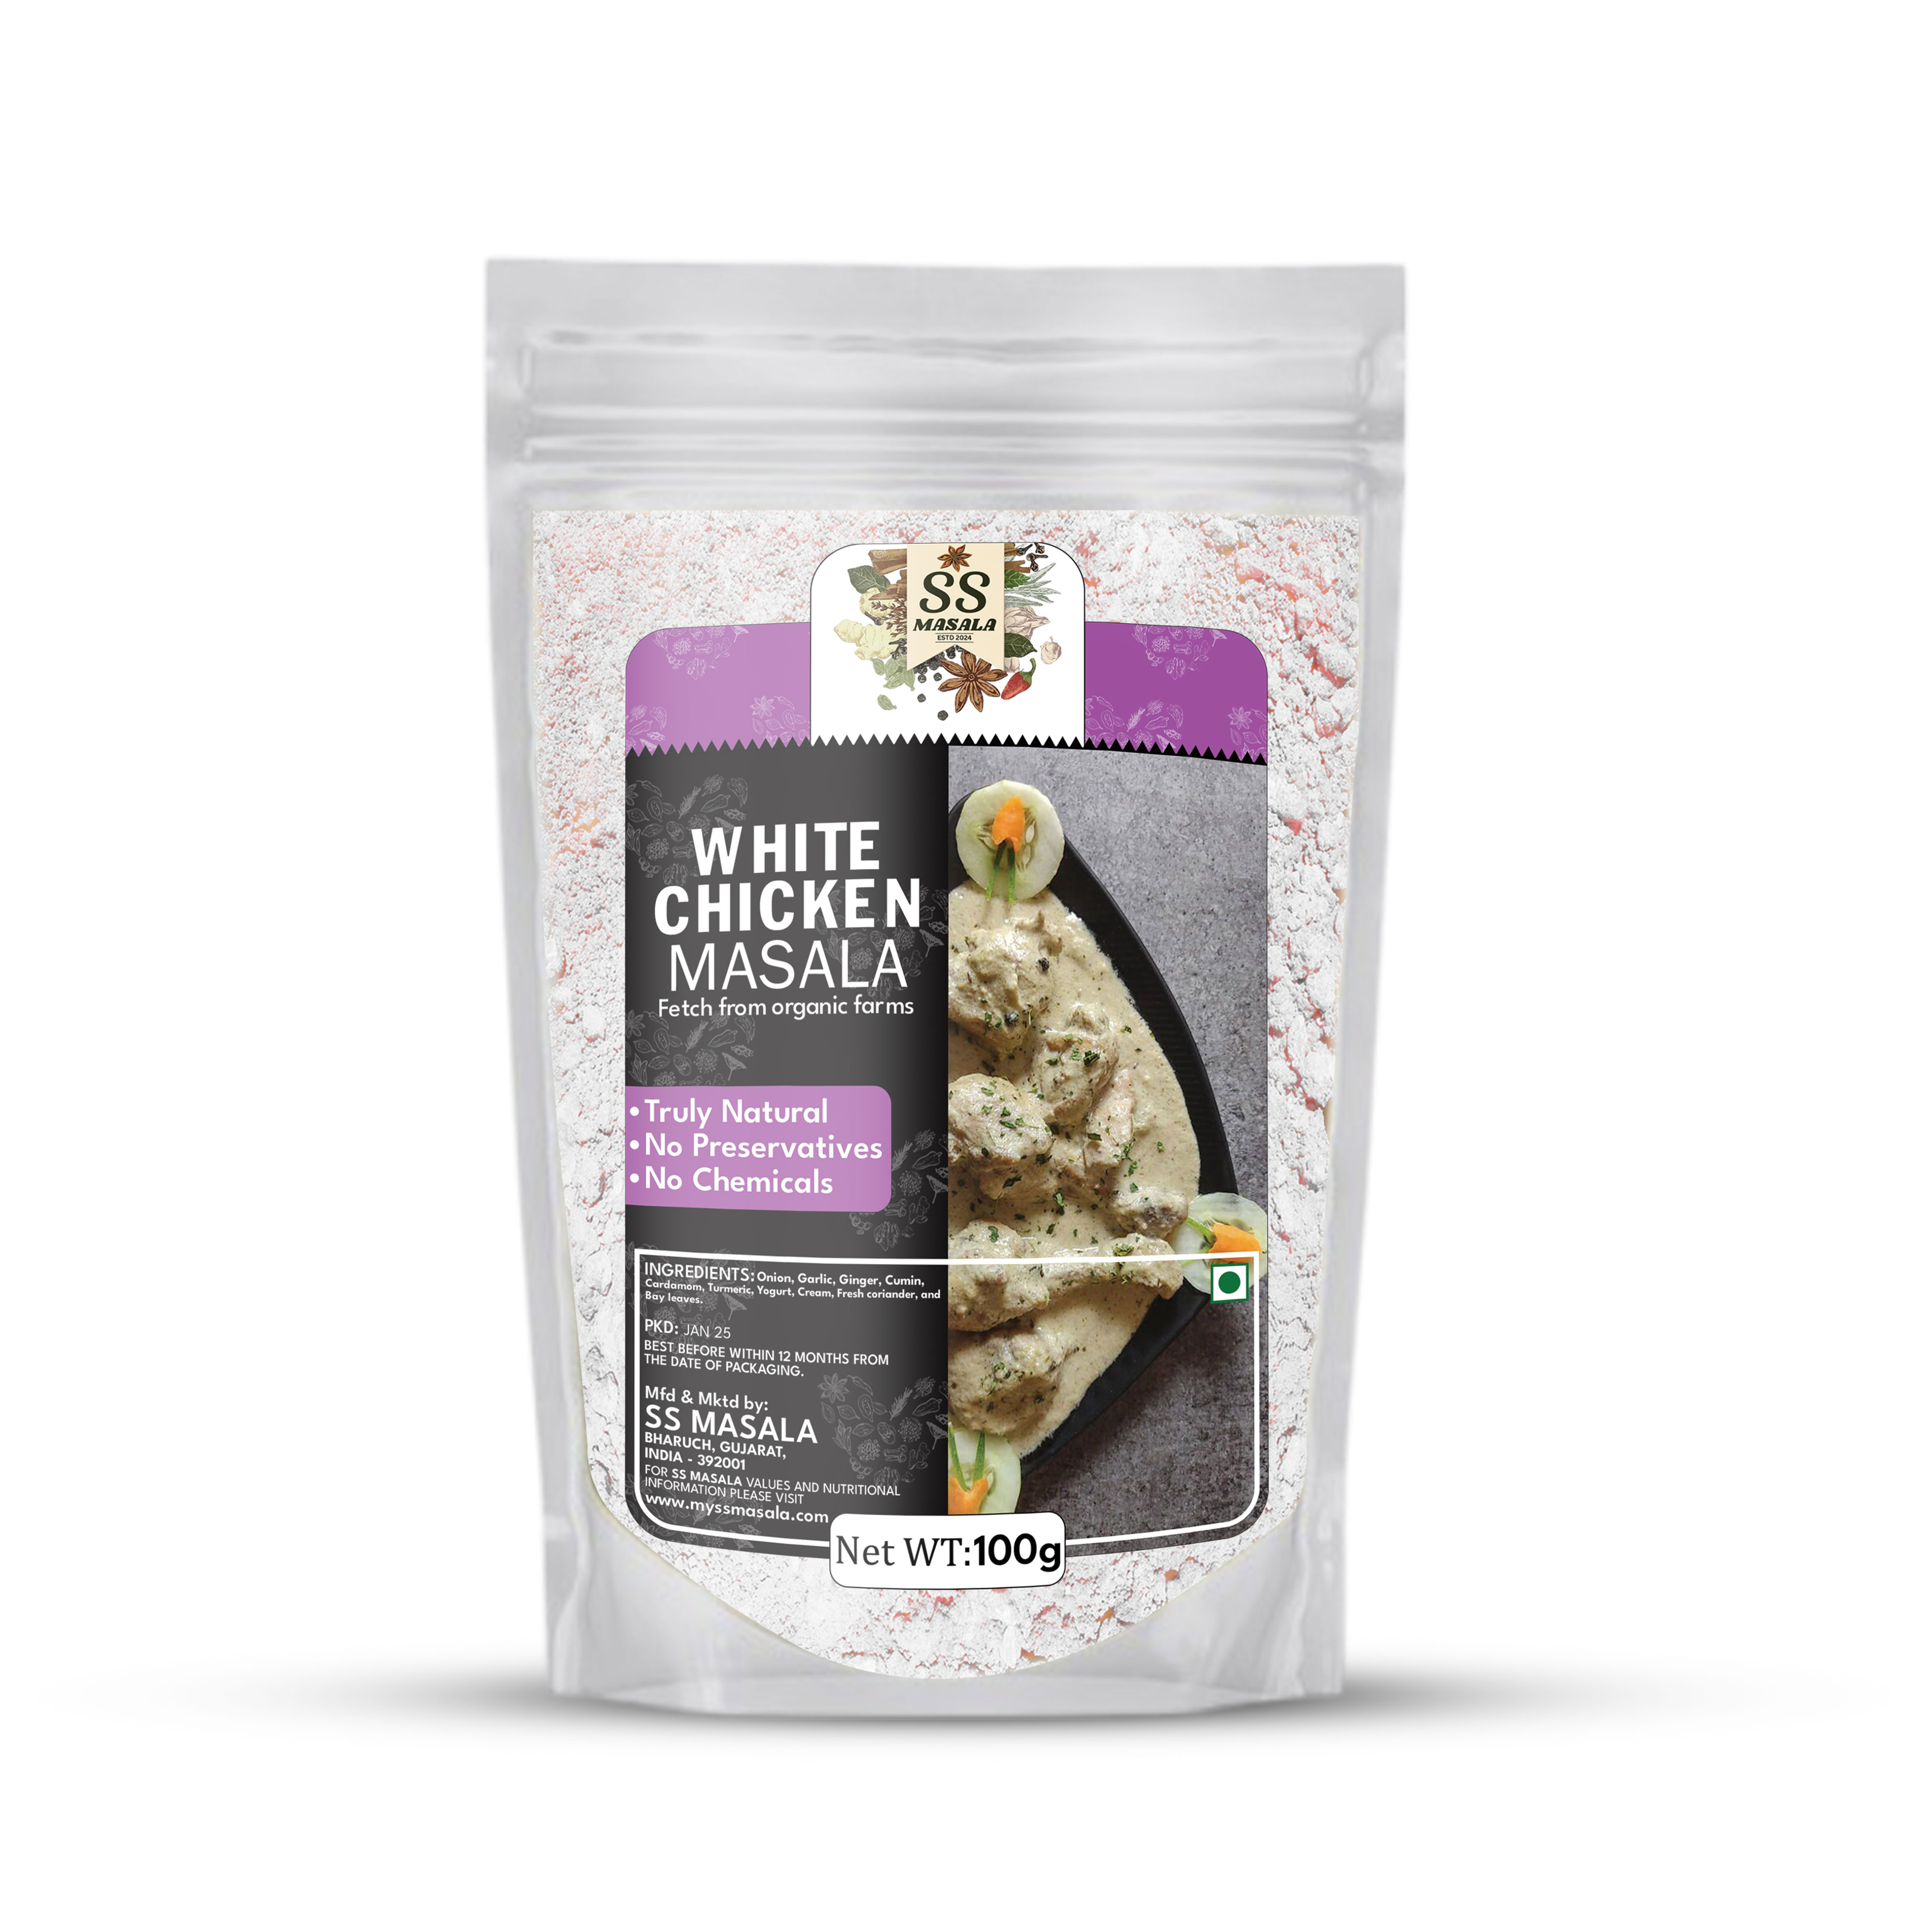 SS
MASALA
ESTD 2024
WHITE
CHICKEN
MASALA
Fetch from organic farms
• Truly Natural
• No Preservatives
• No Chemicals
INGREDIENTS: Onion, Garlic, Ginger, Cumin,
Cardamom, Turmeric, Yogurt, Cream, Fresh coriander, and
Bay leaves.
PKD: JAN 25
BEST BEFORE WITHIN 12 MONTHS FROM
THE DATE OF PACKAGING.
Mfd & Mktd by:
SS MASALA
BHARUCH, GUJARAT,
INDIA - 392001
FOR SS MASALA VALUES AND NUTRITIONAL
INFORMATION PLEASE VISIT
www.myssmasala.com
Net WT:100g